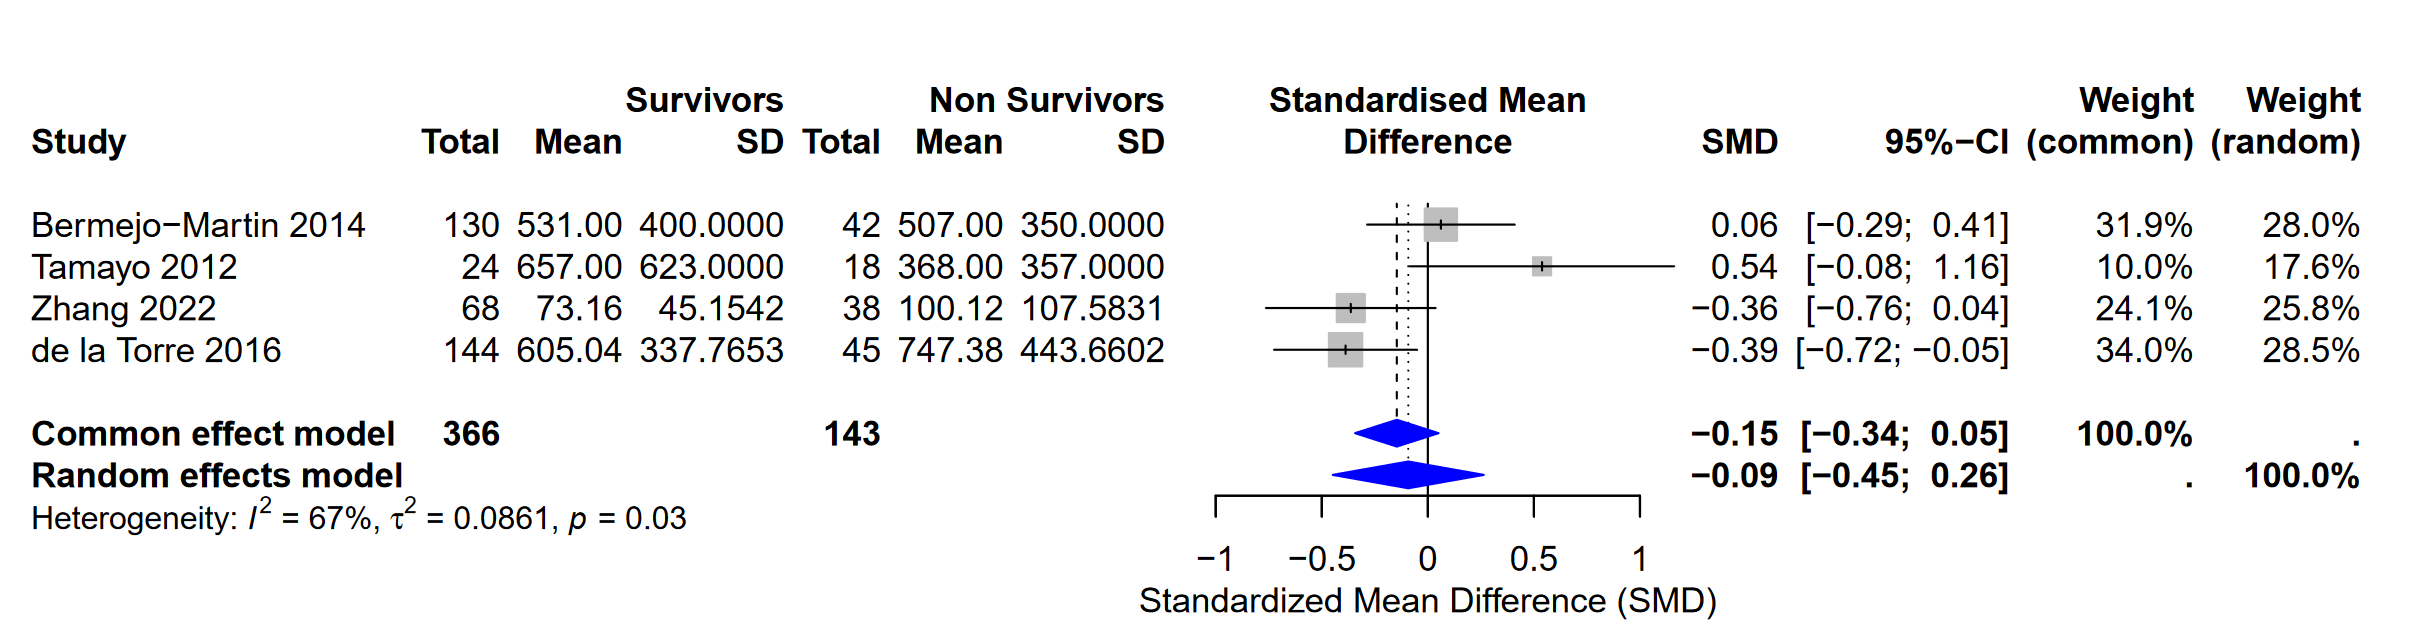 Survivors Non Survivors Standardised Mean Weight Weight
Study Total Mean SD Total Mean SD Difference SMD 95%−CI (common) (random)
Bermejo−Martin 2014 130 531.00 400.0000 42 507.00 350.0000 0.06 [−0.29; 0.41] 31.9% 28.0%
Tamayo 2012 24 657.00 623.0000 18 368.00 357.0000 0.54 [−0.08; 1.16] 10.0% 17.6%
Zhang 2022 68 73.16 45.1542 38 100.12 107.5831 −0.36 [−0.76; 0.04] 24.1% 25.8%
de la Torre 2016 144 605.04 337.7653 45 747.38 443.6602 −0.39 [−0.72; −0.05] 34.0% 28.5%
Common effect model 366 143 −0.15 [−0.34; 0.05] 100.0% .
Random effects model −0.09 [−0.45; 0.26] . 100.0%
Heterogeneity: I² = 67%, τ² = 0.0861, p = 0.03
−1 −0.5 0 0.5 1
Standardized Mean Difference (SMD)